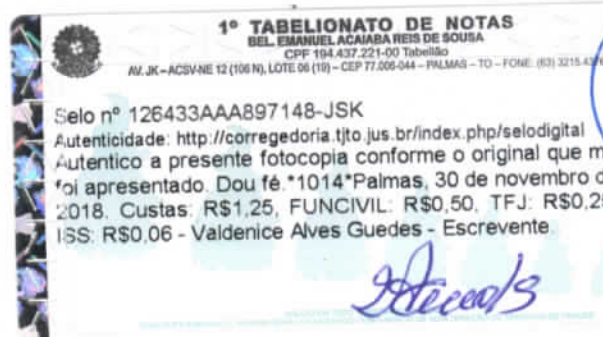 1º TABELIONATO DE NOTAS
BEL. EMANUEL ACAIABA REIS DE SOUSA
CPF 194.437.221-00 Tabelião
AV. JK – ACSV-NE 12 (106 N), LOTE 06 (19) – CEP 77.006-044 – PALMAS – TO – FONE: (63) 3215.4376
Selo nº 126433AAA897148-JSK
Autenticidade: http://corregedoria.tjto.jus.br/index.php/selodigital
Autentico a presente fotocopia conforme o original que m
foi apresentado. Dou fé.*1014*Palmas, 30 de novembro d
2018. Custas: R$1,25, FUNCIVIL: R$0,50, TFJ: R$0,25
ISS: R$0,06 - Valdenice Alves Guedes - Escrevente.